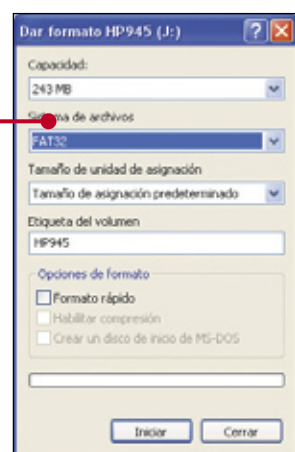 Dar formato HP945 (J:)
Capacidad:
243 MB
Sistema de archivos
FAT32
Tamaño de unidad de asignación
Tamaño de asignación predeterminado
Etiqueta del volumen
HP945
Opciones de formato
Formato rápido
Habilitar compresión
Crear un disco de inicio de MS-DOS
Iniciar Cerrar